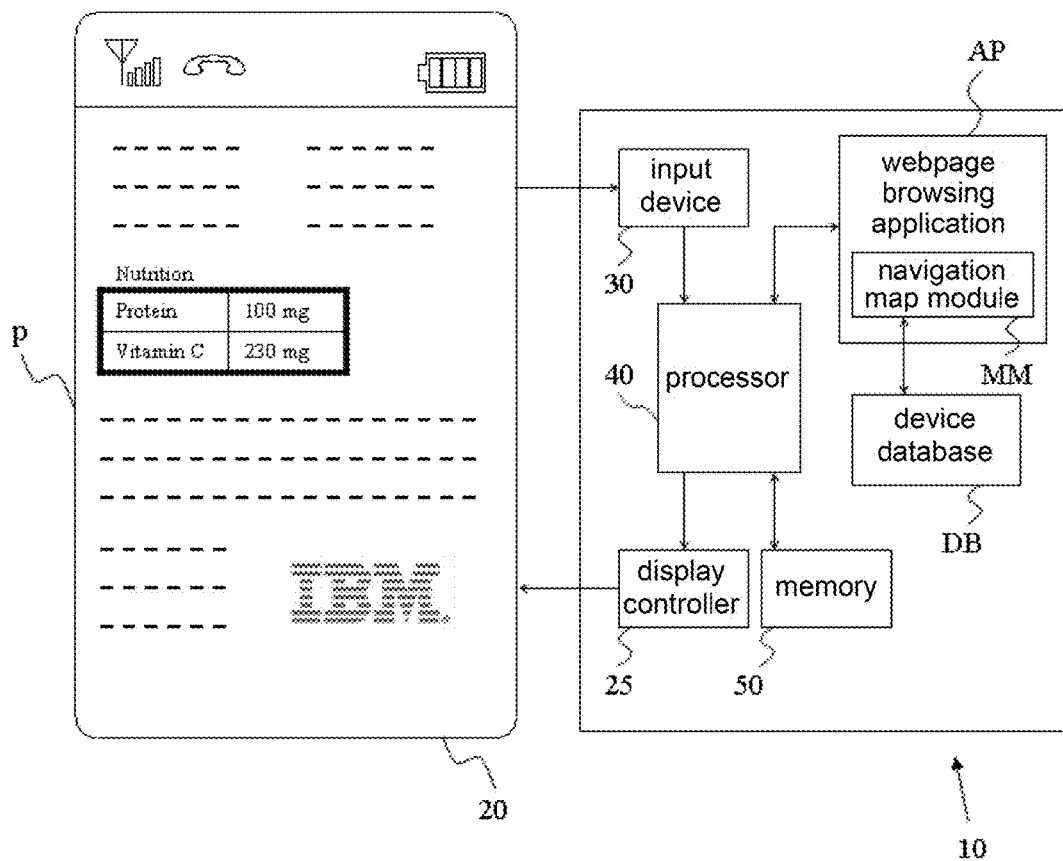 AP
input device
30
webpage browsing application
navigation map module
MM
Nutrition
Protein 100 mg
Vitamin C 230 mg
p
40
processor
device database
DB
IBM.
display controller
25
memory
50
20
10